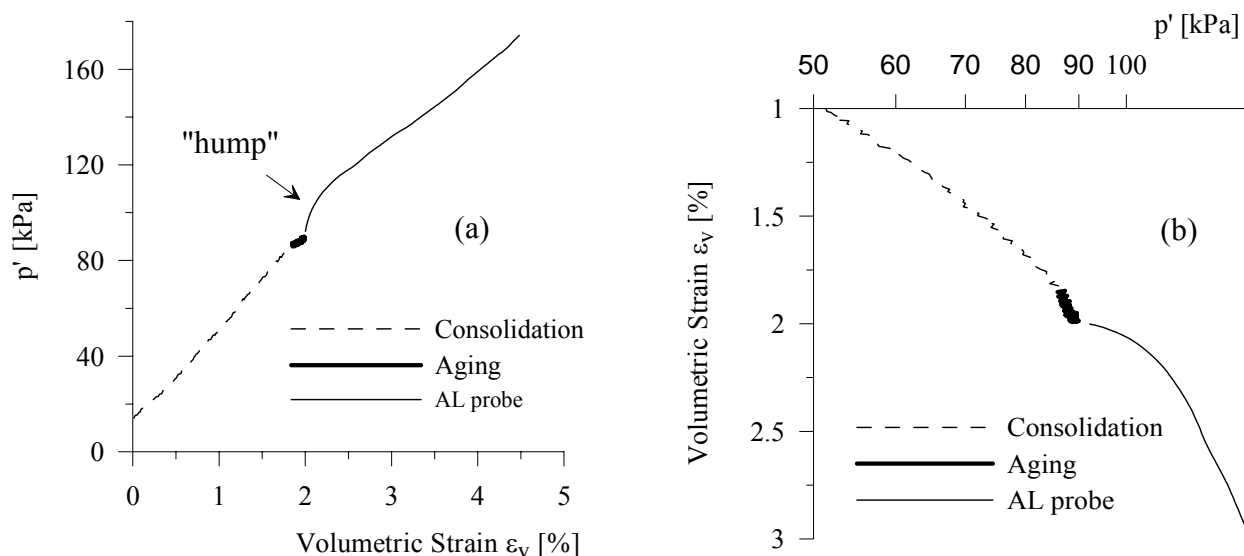 160
120
80
40
0
p' [kPa]
"hump"
(a)
Consolidation
Aging
AL probe
0 1 2 3 4 5
Volumetric Strain εv [%]
p' [kPa]
50 60 70 80 90 100
1
1.5
2
2.5
3
Volumetric Strain εv [%]
(b)
Consolidation
Aging
AL probe